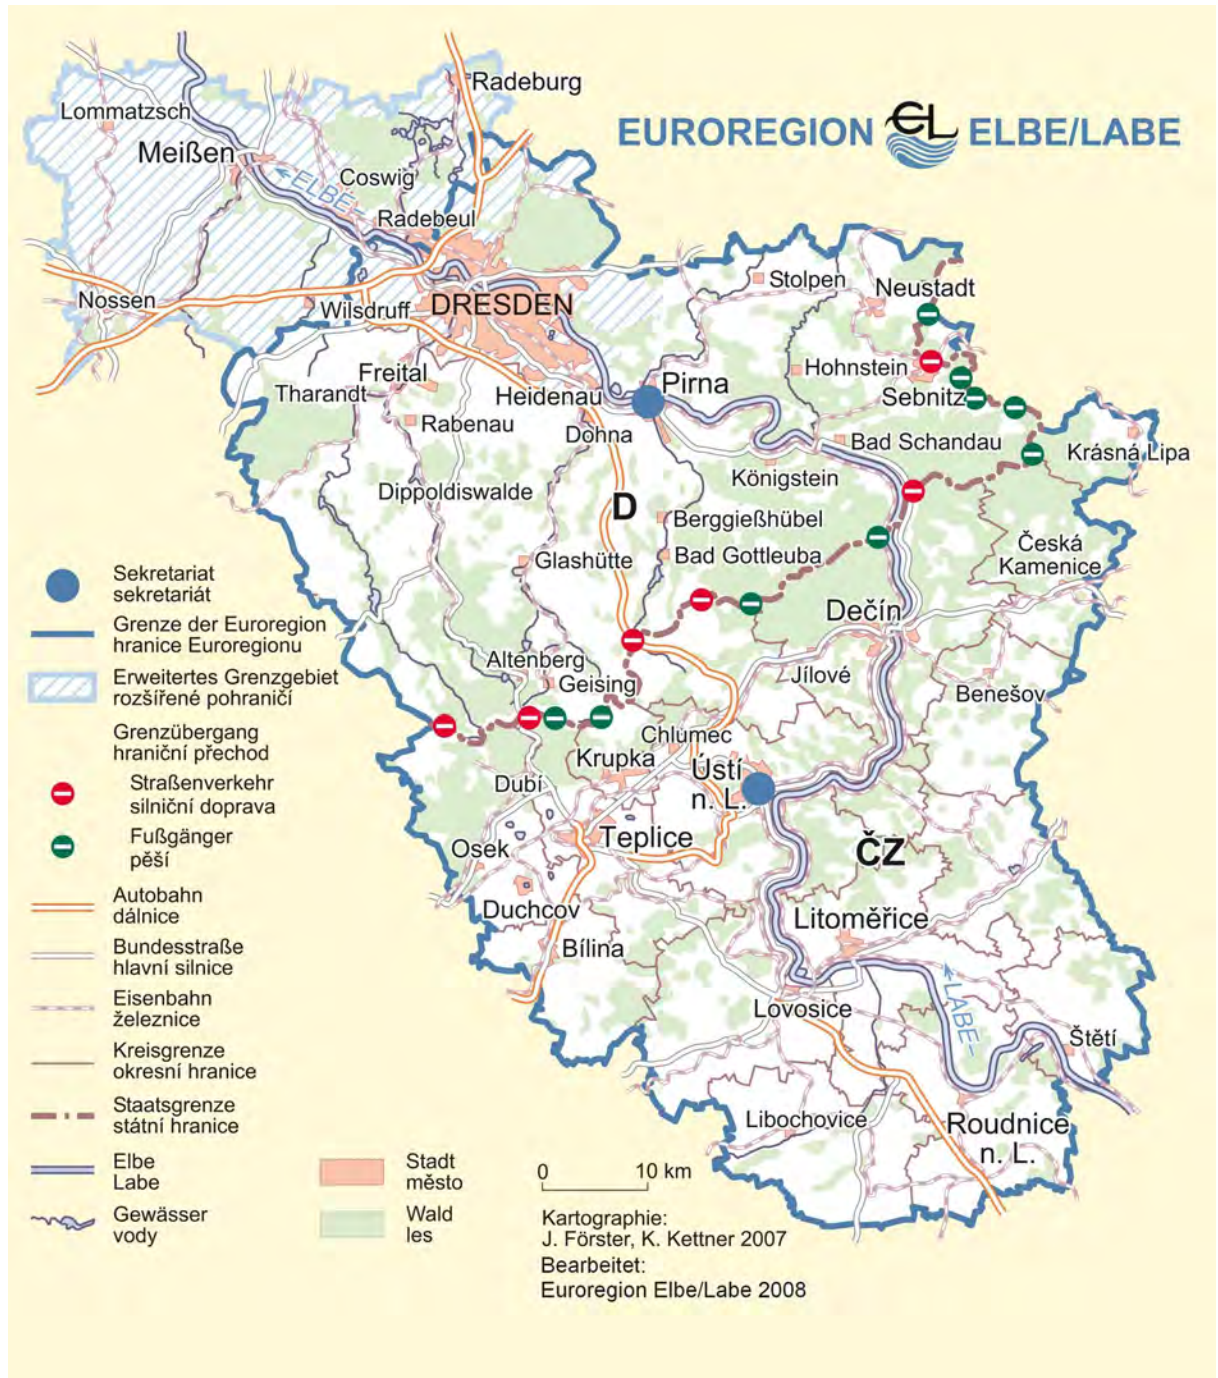 EUROREGION EL ELBE/LABE
Radeburg
Lommatzsch
Meißen
Coswig
ELBE
Radebeul
Stolpen
Neustadt
Nossen
Wilsdruff
DRESDEN
Hohnstein
Freital
Tharandt
Heidenau
Pirna
Sebnitz
Rabenau
Dohna
Bad Schandau
Krásná Lipa
Königstein
Dippoldiswalde
D
Berggießhübel
Bad Gottleuba
Glashütte
Česká
Kamenice
Děčín
Altenberg
Geising
Jílové
Benešov
Chlumec
Krupka
Ústí
n. L.
Dubí
Teplice
Osek
ČZ
Duchcov
Litoměřice
Bílina
Lovosice
LABE
Štětí
Libochovice
Roudnice
n. L.
Sekretariat
sekretariát
Grenze der Euroregion
hranice Euroregionu
Erweitertes Grenzgebiet
rozšířené pohraničí
Grenzübergang
hraniční přechod
Straßenverkehr
silniční doprava
Fußgänger
pěší
Autobahn
dálnice
Bundesstraße
hlavní silnice
Eisenbahn
železnice
Kreisgrenze
okresní hranice
Staatsgrenze
státní hranice
Elbe
Labe
Gewässer
vody
Stadt
město
Wald
les
0 10 km
Kartographie:
J. Förster, K. Kettner 2007
Bearbeitet:
Euroregion Elbe/Labe 2008